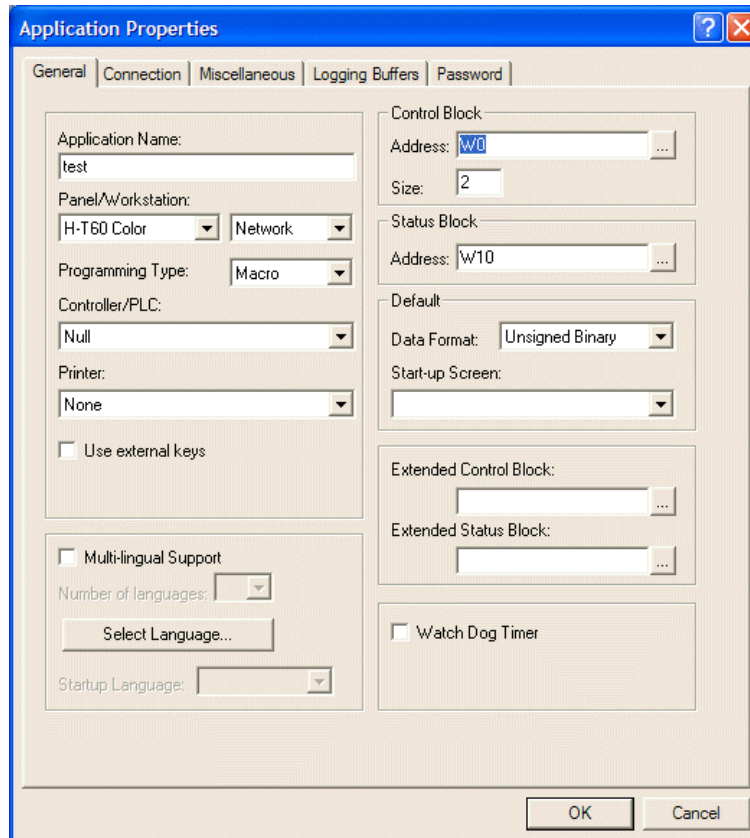 Application Properties
General Connection Miscellaneous Logging Buffers Password
Application Name:
test
Panel/Workstation:
H-T60 Color Network
Programming Type: Macro
Controller/PLC:
Null
Printer:
None
Use external keys
Multi-lingual Support
Number of languages:
Select Language...
Startup Language:
Control Block
Address: W0 ...
Size: 2
Status Block
Address: W10 ...
Default
Data Format: Unsigned Binary
Start-up Screen:
Extended Control Block:
...
Extended Status Block:
...
Watch Dog Timer
OK Cancel